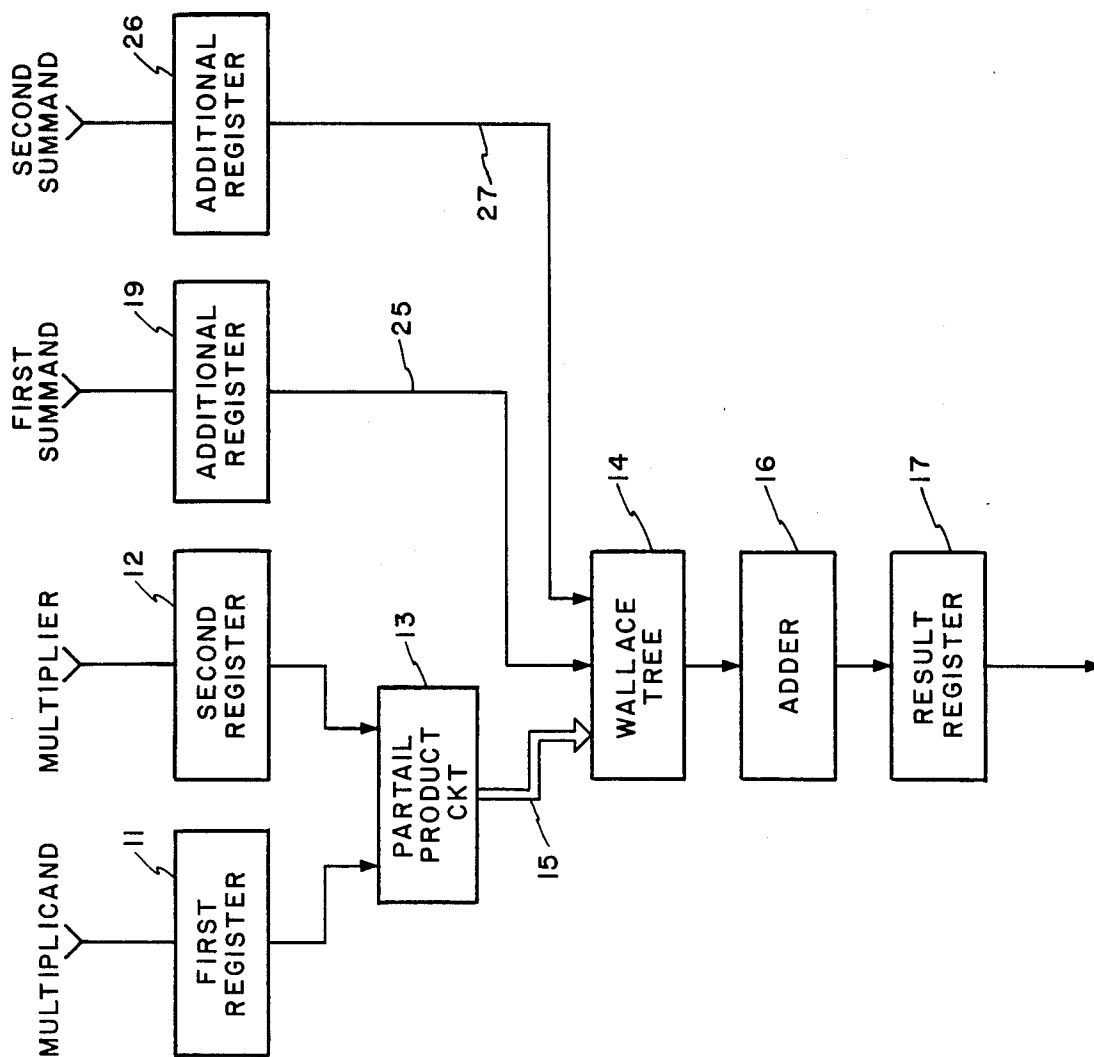 MULTIPLICAND
MULTIPLIER
FIRST
SUMMAND
SECOND
SUMMAND
11
12
19
26
FIRST
REGISTER
SECOND
REGISTER
ADDITIONAL
REGISTER
ADDITIONAL
REGISTER
13
25
27
PARTAIL
PRODUCT
CKT
15
14
WALLACE
TREE
16
ADDER
17
RESULT
REGISTER